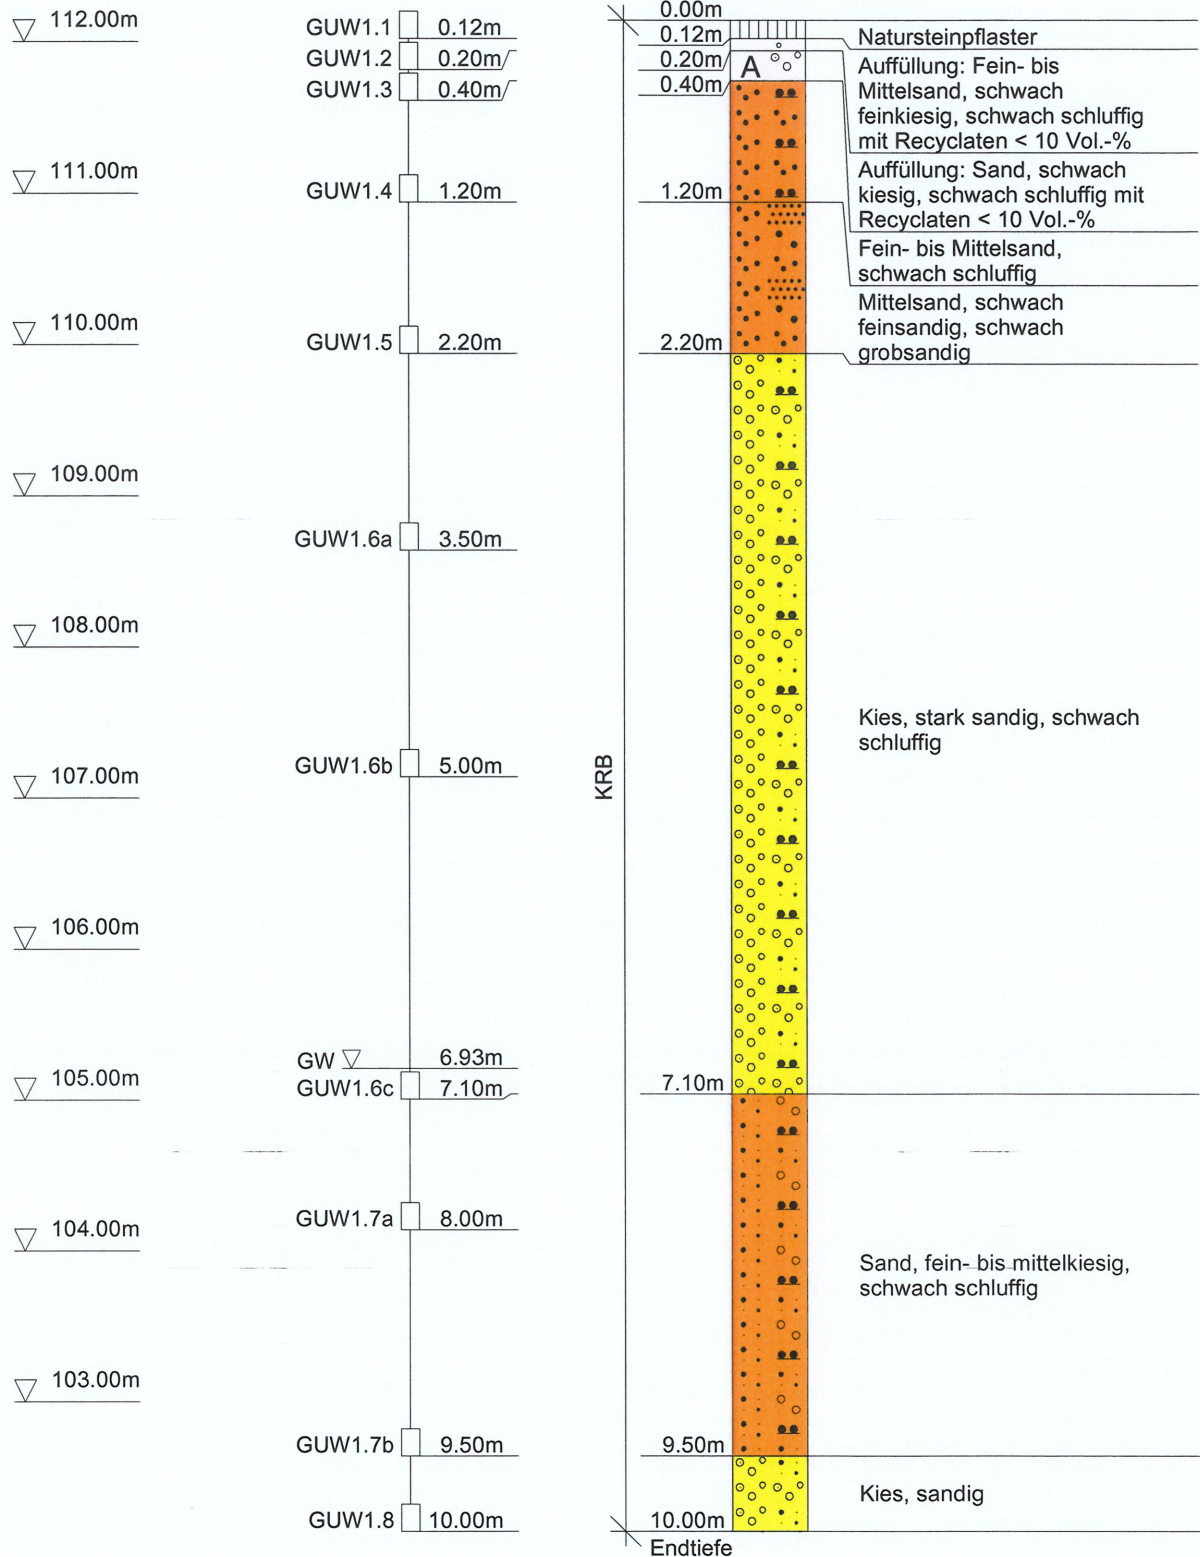 112.00m
111.00m
110.00m
109.00m
108.00m
107.00m
106.00m
105.00m
104.00m
103.00m
GUW1.1 0.12m
GUW1.2 0.20m
GUW1.3 0.40m
GUW1.4 1.20m
GUW1.5 2.20m
GUW1.6a 3.50m
GUW1.6b 5.00m
GW 6.93m
GUW1.6c 7.10m
GUW1.7a 8.00m
GUW1.7b 9.50m
GUW1.8 10.00m
KRB
0.00m
0.12m
0.20m
0.40m
1.20m
2.20m
7.10m
9.50m
10.00m
Endtiefe
A
Natursteinpflaster
Auffüllung: Fein- bis
Mittelsand, schwach
feinkiesig, schwach schluffig
mit Recyclaten < 10 Vol.-%
Auffüllung: Sand, schwach
kiesig, schwach schluffig mit
Recyclaten < 10 Vol.-%
Fein- bis Mittelsand,
schwach schluffig
Mittelsand, schwach
feinsandig, schwach
grobsandig
Kies, stark sandig, schwach
schluffig
Sand, fein- bis mittelkiesig,
schwach schluffig
Kies, sandig